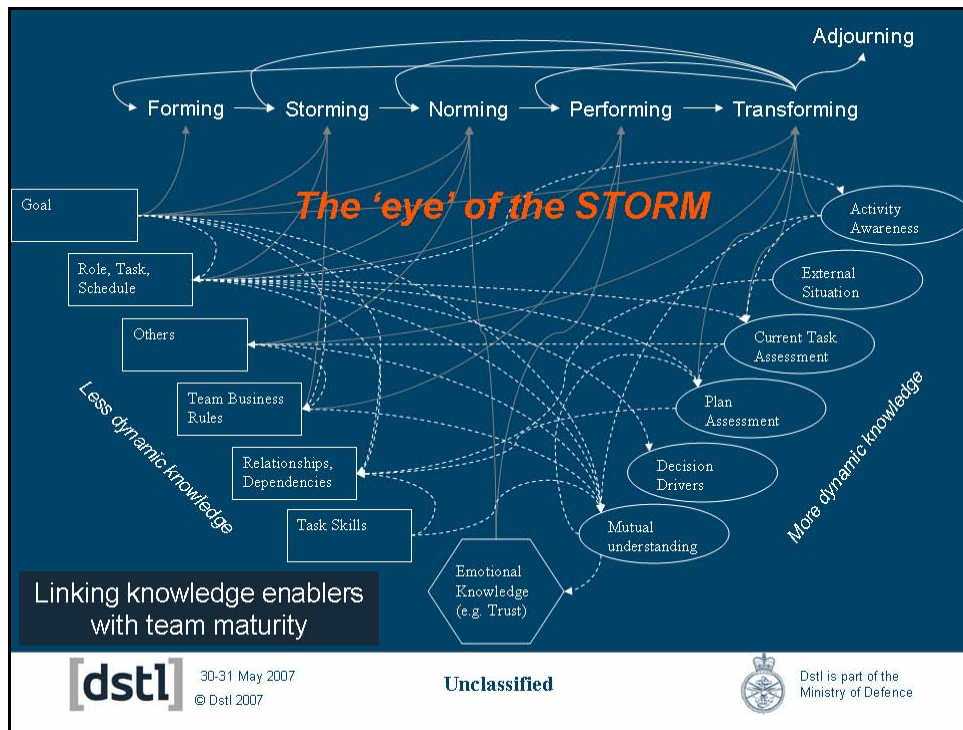 Adjourning
Forming
Storming
Norming
Performing
Transforming
The ‘eye’ of the STORM
Goal
Role, Task,
Schedule
Others
Team Business
Rules
Relationships,
Dependencies
Task Skills
Emotional
Knowledge
(e.g. Trust)
Activity
Awareness
External
Situation
Current Task
Assessment
Plan
Assessment
Decision
Drivers
Mutual
understanding
Less dynamic knowledge
More dynamic knowledge
Linking knowledge enablers
with team maturity
[dstl]
30-31 May 2007
© Dstl 2007
Unclassified
Dstl is part of the
Ministry of Defence